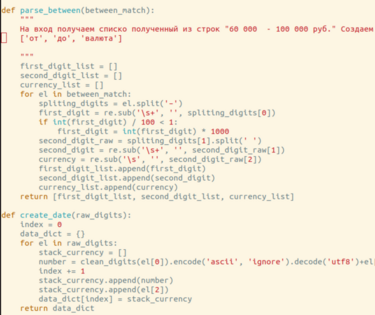 def parse_between(between_match):
"""
На вход получаем списко полученный из строк "60 000  - 100 000 руб." Создаем
['от', 'до', 'валюта']
"""
first_digit_list = []
second_digit_list = []
currency_list = []
for el in between_match:
spliting_digits = el.split('-')
first_digit = re.sub('\s+', '', spliting_digits[0])
if int(first_digit) / 100 < 1:
first_digit = int(first_digit) * 1000
second_digit_raw = spliting_digits[1].split(' ')
second_digit = re.sub('\s+', '', second_digit_raw[1])
currency = re.sub('\s', '', second_digit_raw[2])
first_digit_list.append(first_digit)
second_digit_list.append(second_digit)
currency_list.append(currency)
return [first_digit_list, second_digit_list, currency_list]
def create_date(raw_digits):
index = 0
data_dict = {}
for el in raw_digits:
stack_currency = []
number = clean_digits(el[0]).encode('ascii', 'ignore').decode('utf8')+el
index += 1
stack_currency.append(number)
stack_currency.append(el[2])
data_dict[index] = stack_currency
return data_dict